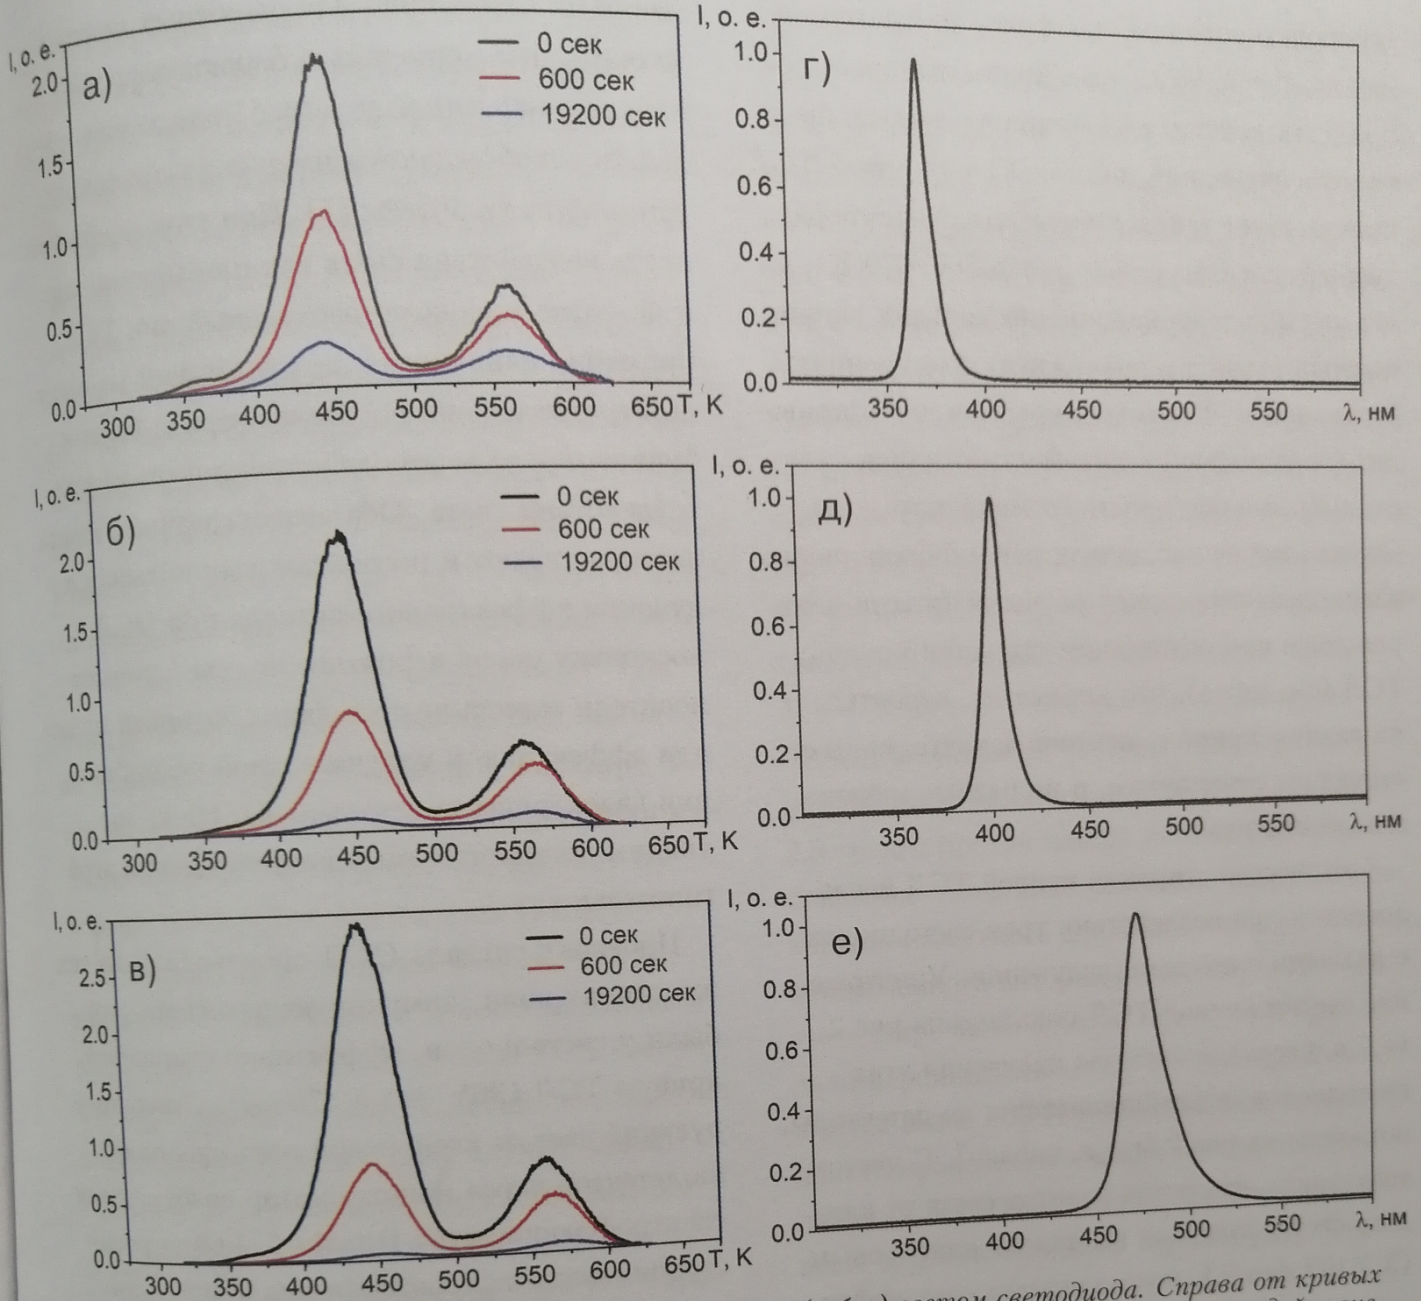 I, о. е.
а)
0 сек
600 сек
19200 сек
2.0
1.5
1.0
0.5
0.0
300 350 400 450 500 550 600 650 T, K
I, о. е.
г)
1.0
0.8
0.6
0.4
0.2
0.0
350 400 450 500 550 λ, нм
I, о. е.
б)
0 сек
600 сек
19200 сек
2.0
1.5
1.0
0.5
0.0
300 350 400 450 500 550 600 650 T, K
I, о. е.
д)
1.0
0.8
0.6
0.4
0.2
0.0
350 400 450 500 550 λ, нм
I, о. е.
в)
0 сек
600 сек
19200 сек
2.5
2.0
1.5
1.0
0.5
0.0
300 350 400 450 500 550 600 650 T, K
I, о. е.
е)
1.0
0.8
0.6
0.4
0.2
0.0
350 400 450 500 550 λ, нм
светодиода. Справа от кривых